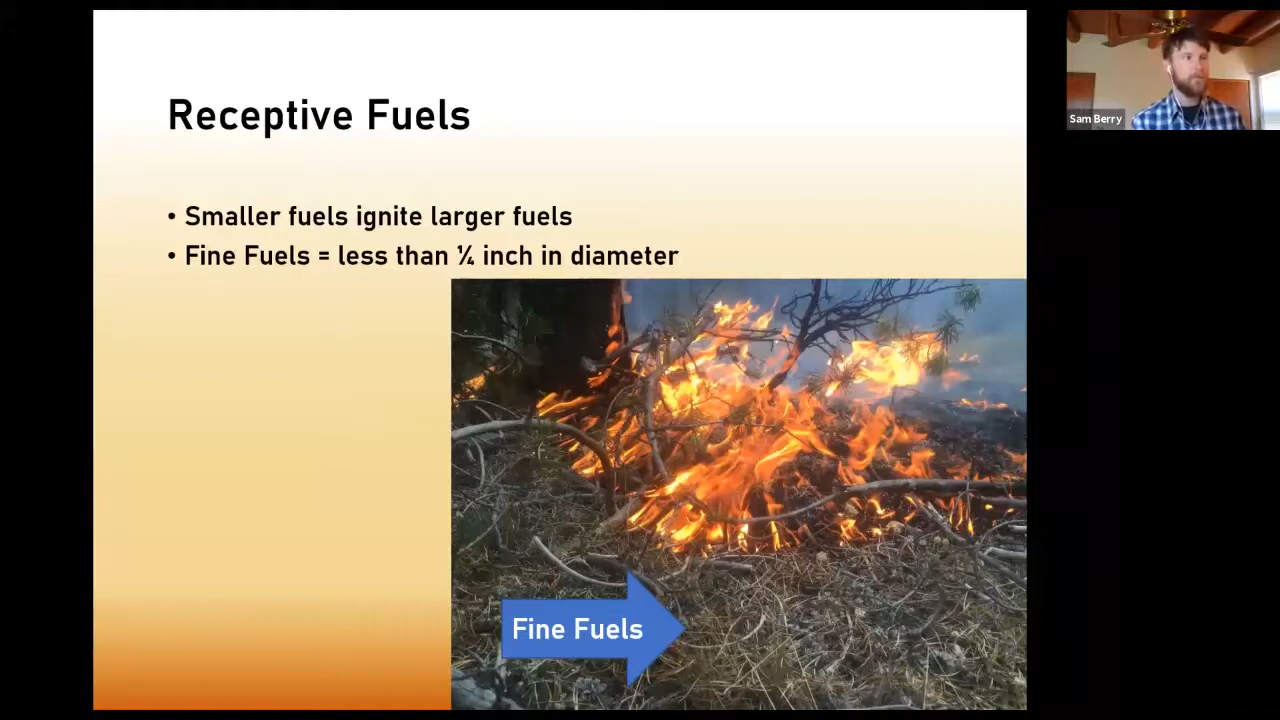 Receptive Fuels
• Smaller fuels ignite larger fuels
• Fine Fuels = less than ¼ inch in diameter
Fine Fuels
Sam Berry